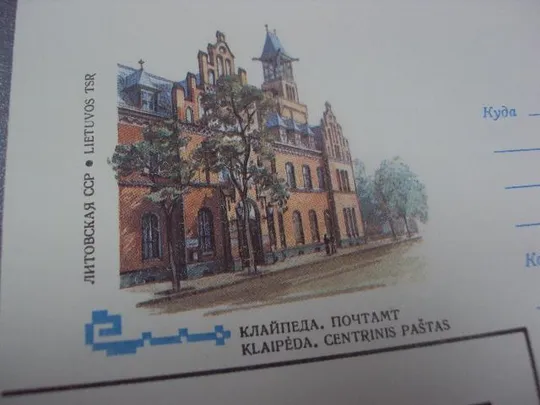 ЛИТОВСКАЯ ССР • LIETUVOS TSR
Куда
КЛАЙПЕДА. ПОЧТАМТ
KLAIPĖDA. CENTRINIS PAŠTAS